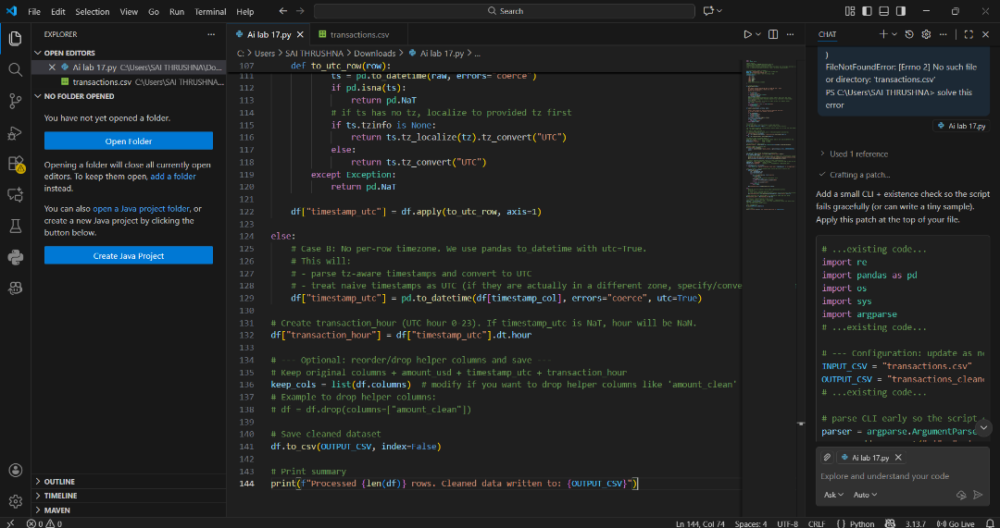 File Edit Selection View Go Run Terminal Help
Search
EXPLORER
OPEN EDITORS
Ai lab 17.py C:\Users\SAI THRUSHNA\Do...
transactions.csv C:\Users\SAI THRUSHNA...
NO FOLDER OPENED
You have not yet opened a folder.
Open Folder
Opening a folder will close all currently open
editors. To keep them open, add a folder
instead.
You can also open a Java project folder, or
create a new Java project by clicking the
button below.
Create Java Project
OUTLINE
TIMELINE
MAVEN
Ai lab 17.py
transactions.csv
C: > Users > SAI THRUSHNA > Downloads > Ai lab 17.py > ...
107 def to_utc_row(row):
111 ts = pd.to_datetime(raw, errors="coerce")
112 if pd.isna(ts):
113 return pd.NaT
114 # if ts has no tz, localize to provided tz first
115 if ts.tzinfo is None:
116 return ts.tz_localize(tz).tz_convert("UTC")
117 else:
118 return ts.tz_convert("UTC")
119 except Exception:
120 return pd.NaT
121
122 df["timestamp_utc"] = df.apply(to_utc_row, axis=1)
123
124 else:
125 # Case B: No per-row timezone. We use pandas to_datetime with utc=True.
126 # This will:
127 # - parse tz-aware timestamps and convert to UTC
128 # - treat naive timestamps as UTC (if they are actually in a different zone, specify/conve
129 df["timestamp_utc"] = pd.to_datetime(df[timestamp_col], errors="coerce", utc=True)
130
131 # Create transaction_hour (UTC hour 0-23). If timestamp_utc is NaT, hour will be NaN.
132 df["transaction_hour"] = df["timestamp_utc"].dt.hour
133
134 # --- Optional: reorder/drop helper columns and save ---
135 # Keep original columns + amount_usd + timestamp_utc + transaction_hour
136 keep_cols = list(df.columns) # modify if you want to drop helper columns like 'amount_clean'
137 # Example to drop helper columns:
138 # df = df.drop(columns=["amount_clean"])
139
140 # Save cleaned dataset
141 df.to_csv(OUTPUT_CSV, index=False)
142
143 # Print summary
144 print(f"Processed {len(df)} rows. Cleaned data written to: {OUTPUT_CSV}")
CHAT
)
FileNotFoundError: [Errno 2] No such file
or directory: 'transactions.csv'
PS C:\Users\SAI THRUSHNA> solve this
error
Ai lab 17.py
Used 1 reference
Crafting a patch...
Add a small CLI + existence check so the script
fails gracefully (or can write a tiny sample).
Apply this patch at the top of your file.
# ...existing code...
import re
import pandas as pd
import os
import sys
import argparse
# ...existing code...
# --- Configuration: update as ne
INPUT_CSV = "transactions.csv"
OUTPUT_CSV = "transactions_cleane
# ...existing code...
# parse CLI early so the script
parser = argparse.ArgumentParse
Ai lab 17.py
Explore and understand your code
Ask Auto
0 0
Ln 144, Col 74 Spaces: 4 UTF-8 CRLF {} Python 3.13.7 Go Live